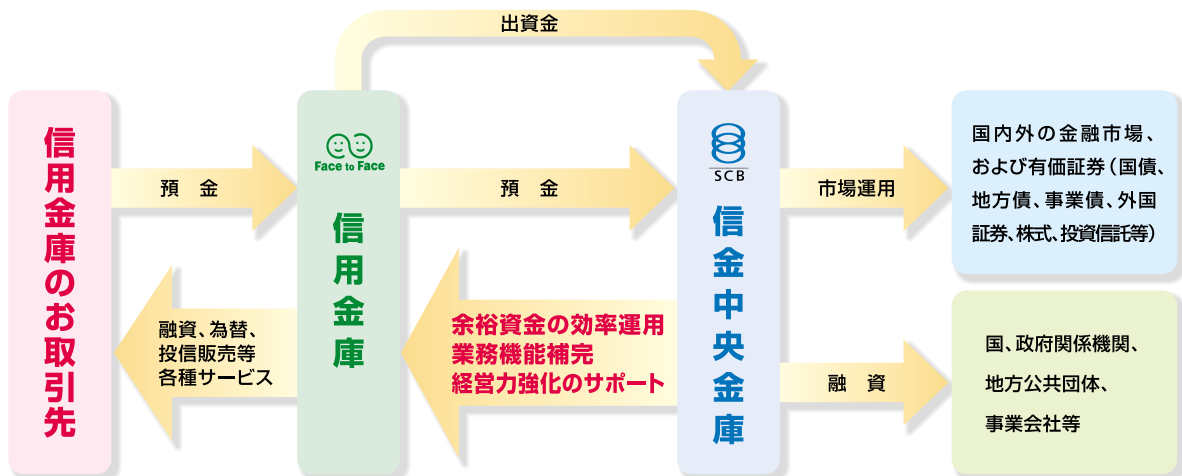 出資金
信用金庫のお取引先
預　金
融資、為替、
投信販売等
各種サービス
Face to Face
信用金庫
預　金
余裕資金の効率運用
業務機能補完
経営力強化のサポート
SCB
信金中央金庫
市場運用
融　資
国内外の金融市場、
および有価証券（国債、
地方債、事業債、外国
証券、株式、投資信託等）
国、政府関係機関、
地方公共団体、
事業会社等